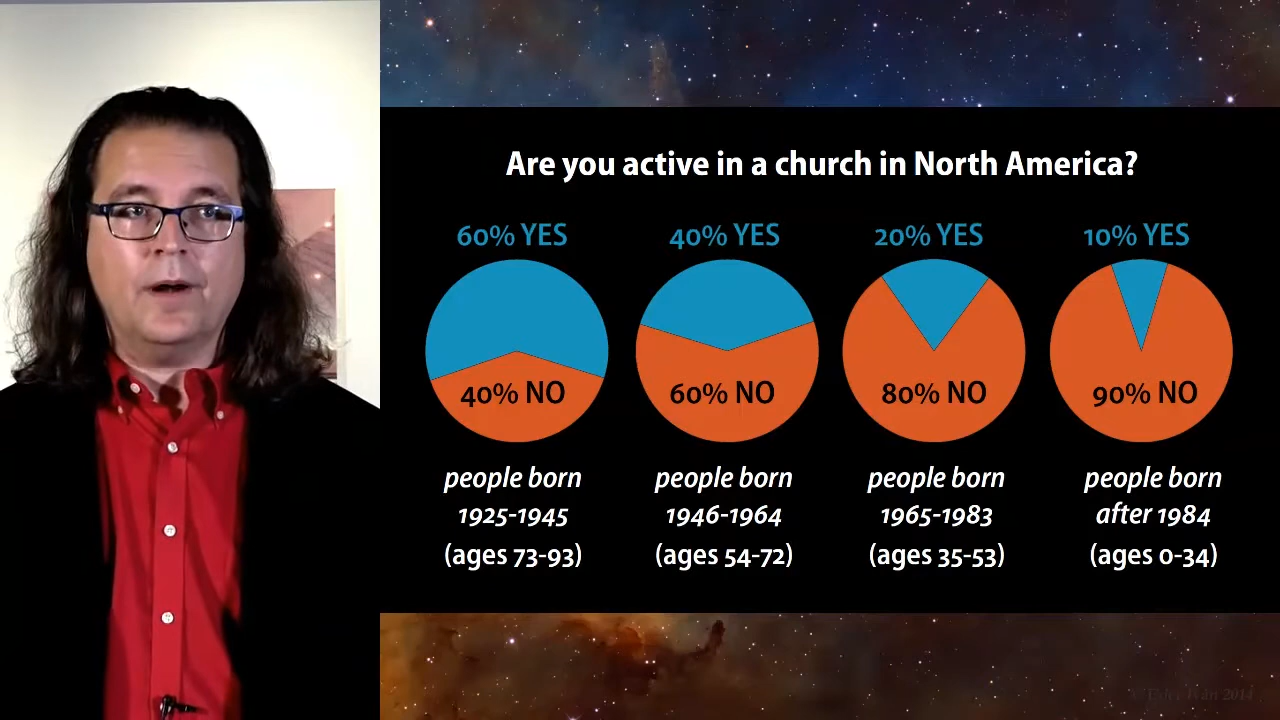 Are you active in a church in North America?
60% YES
40% YES
20% YES
10% YES
40% NO
60% NO
80% NO
90% NO
people born
1925-1945
(ages 73-93)
people born
1946-1964
(ages 54-72)
people born
1965-1983
(ages 35-53)
people born
after 1984
(ages 0-34)